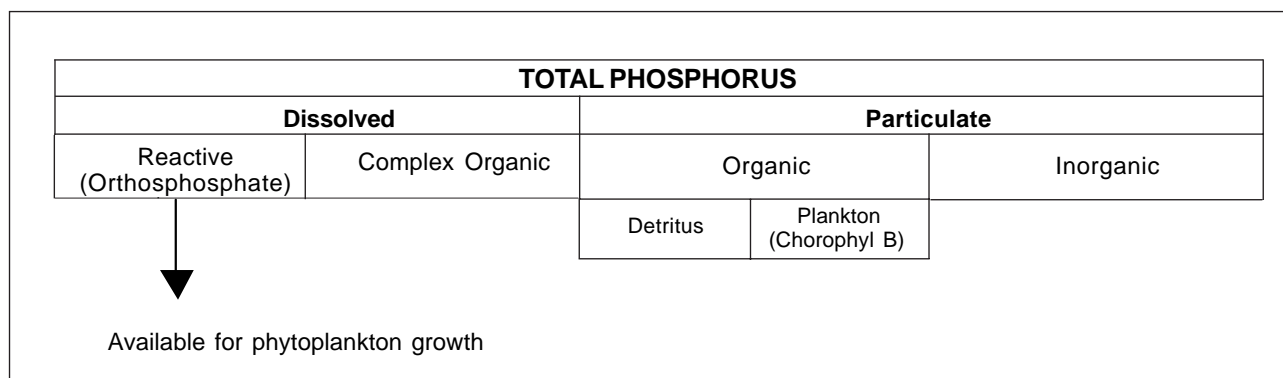 TOTAL PHOSPHORUS
Dissolved
Particulate
Reactive
(Orthosphosphate)
Complex Organic
Organic
Inorganic
Detritus
Plankton
(Chorophyl B)
Available for phytoplankton growth